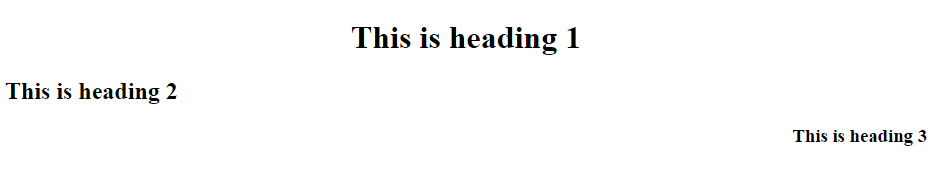 This is heading 1
This is heading 2
This is heading 3